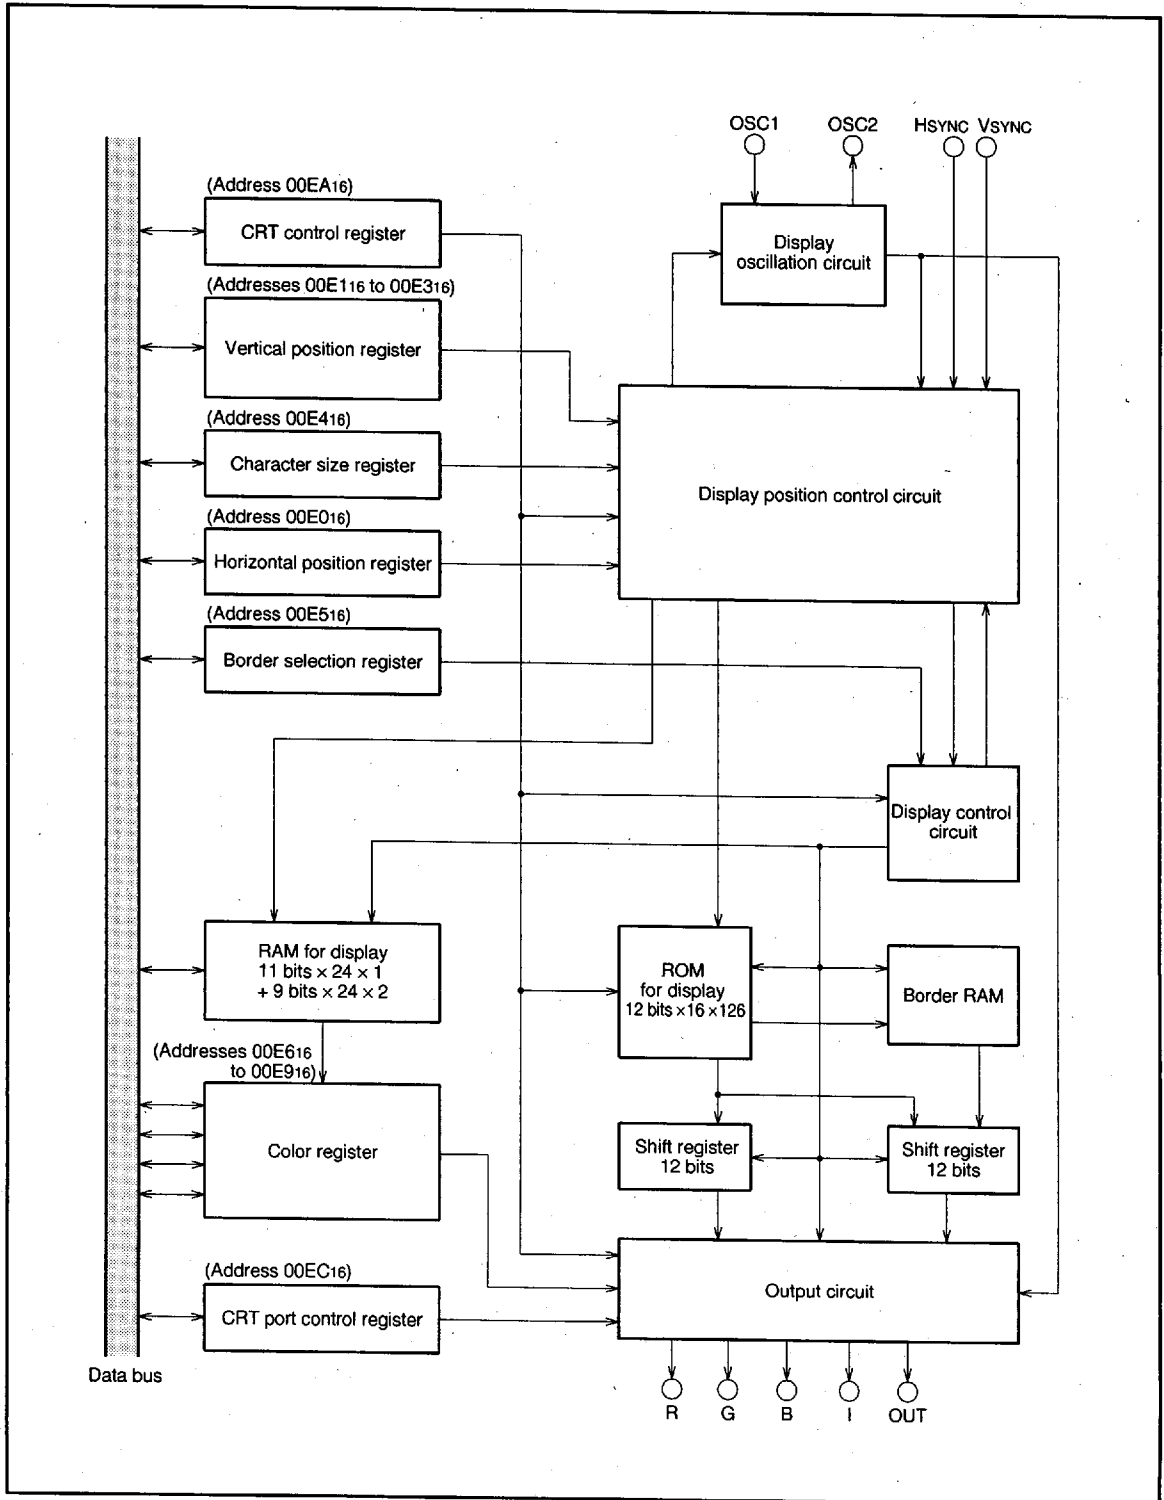 OSC1 OSC2 HSYNC VSYNC
(Address 00EA16)
CRT control register
Display
oscillation circuit
(Addresses 00E116 to 00E316)
Vertical position register
(Address 00E416)
Character size register
Display position control circuit
(Address 00E016)
Horizontal position register
(Address 00E516)
Border selection register
Display control
circuit
RAM for display
11 bits × 24 × 1
+ 9 bits × 24 × 2
ROM
for display
12 bits ×16 ×126
Border RAM
(Addresses 00E616
to 00E916)
Color register
Shift register
12 bits
Shift register
12 bits
(Address 00EC16)
CRT port control register
Output circuit
Data bus
R G B I OUT